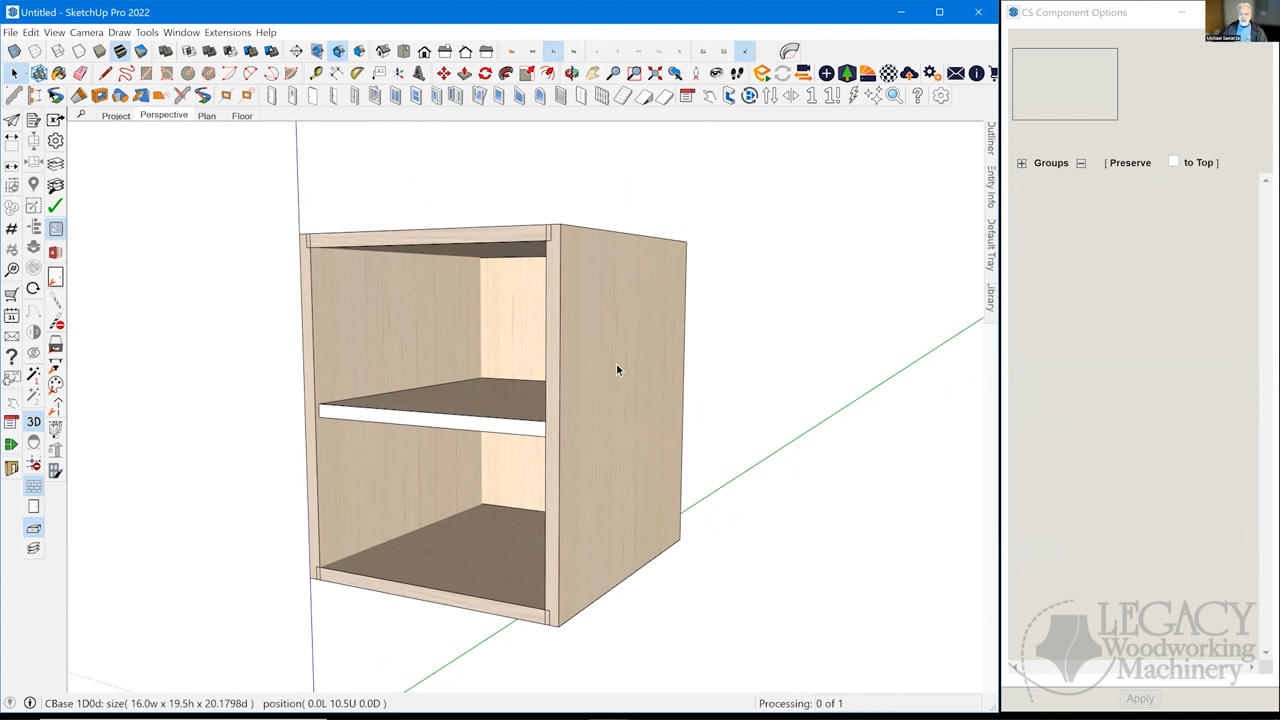 Untitled - SketchUp Pro 2022
CS Component Options
File Edit View Camera Draw Tools Window Extensions Help
Project Perspective Plan Floor
Outliner
Entity Info
Default Tray
Library
Groups [ Preserve to Top ]
31
3D
LEGACY
Woodworking
Machinery
Apply
CBase 1D0d: size( 16.0w x 19.5h x 20.1798d ) position( 0.0L 10.5U 0.0D )
Processing: 0 of 1